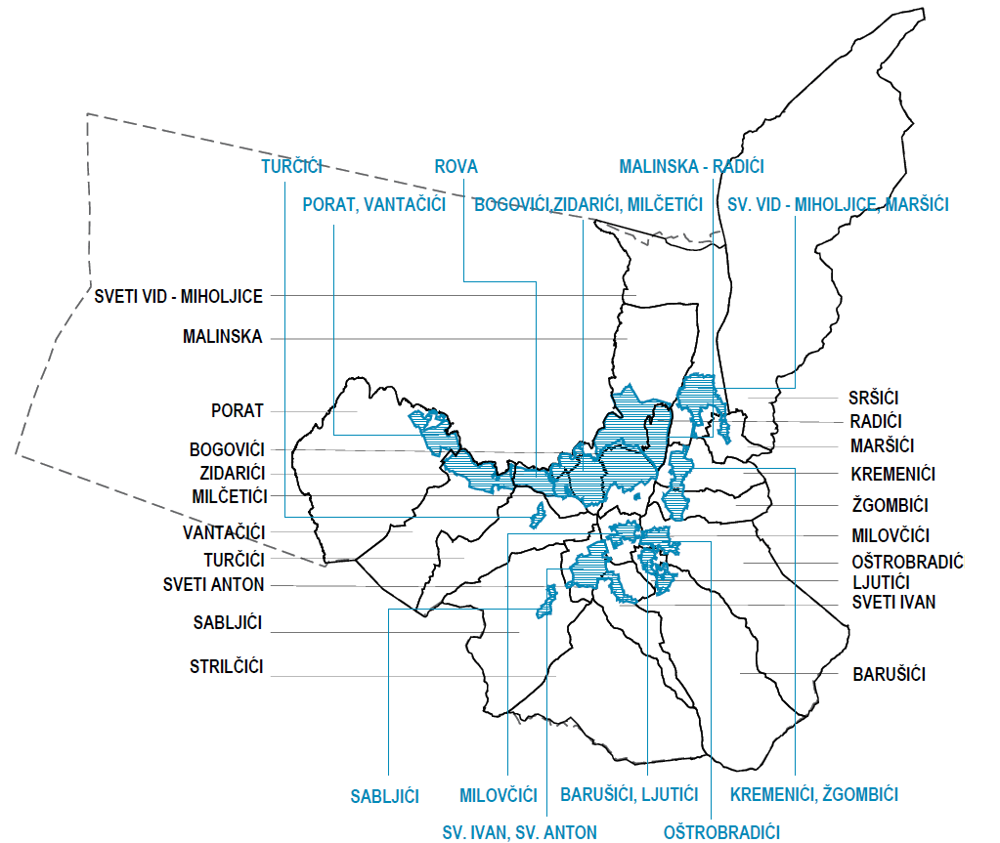 TURČIĆI
ROVA
MALINSKA - RADIĆI
PORAT, VANTAČIĆI
BOGOVIĆI,ZIDARIĆI, MILČETIĆI
SV. VID - MIHOLJICE, MARŠIĆI
SVETI VID - MIHOLJICE
MALINSKA
PORAT
BOGOVIĆI
ZIDARIĆI
MILČETIĆI
VANTAČIĆI
TURČIĆI
SVETI ANTON
SABLJIĆI
STRILČIĆI
SRŠIĆI
RADIĆI
MARŠIĆI
KREMENIĆI
ŽGOMBIĆI
MILOVČIĆI
OŠTROBRADIĆI
LJUTIĆI
SVETI IVAN
BARUŠIĆI
SABLJIĆI
MILOVČIĆI
BARUŠIĆI, LJUTIĆI
KREMENIĆI, ŽGOMBIĆI
SV. IVAN, SV. ANTON
OŠTROBRADIĆI